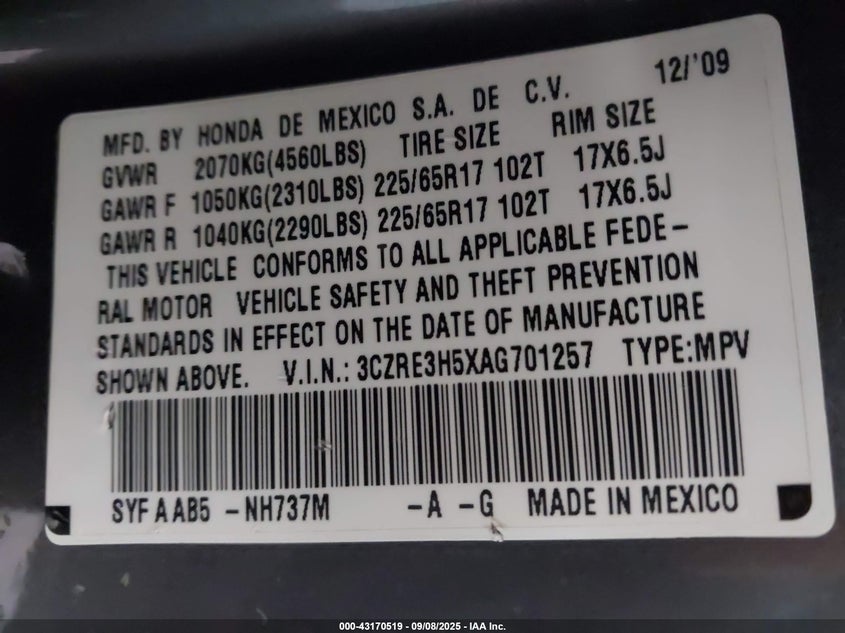 MFD. BY HONDA DE MEXICO S.A. DE C.V. 12/'09
GVWR 2070KG(4560LBS) TIRE SIZE RIM SIZE
GAWR F 1050KG(2310LBS) 225/65R17 102T 17X6.5J
GAWR R 1040KG(2290LBS) 225/65R17 102T 17X6.5J
THIS VEHICLE CONFORMS TO ALL APPLICABLE FEDE-
RAL MOTOR VEHICLE SAFETY AND THEFT PREVENTION
STANDARDS IN EFFECT ON THE DATE OF MANUFACTURE
SHOWN ABOVE. V.I.N.: 3CZRE3H5XAG701257 TYPE:MPV
SYF A AB5 -NH737M -A -G MADE IN MEXICO
000-43170519 - 09/08/2025 - IAA Inc.